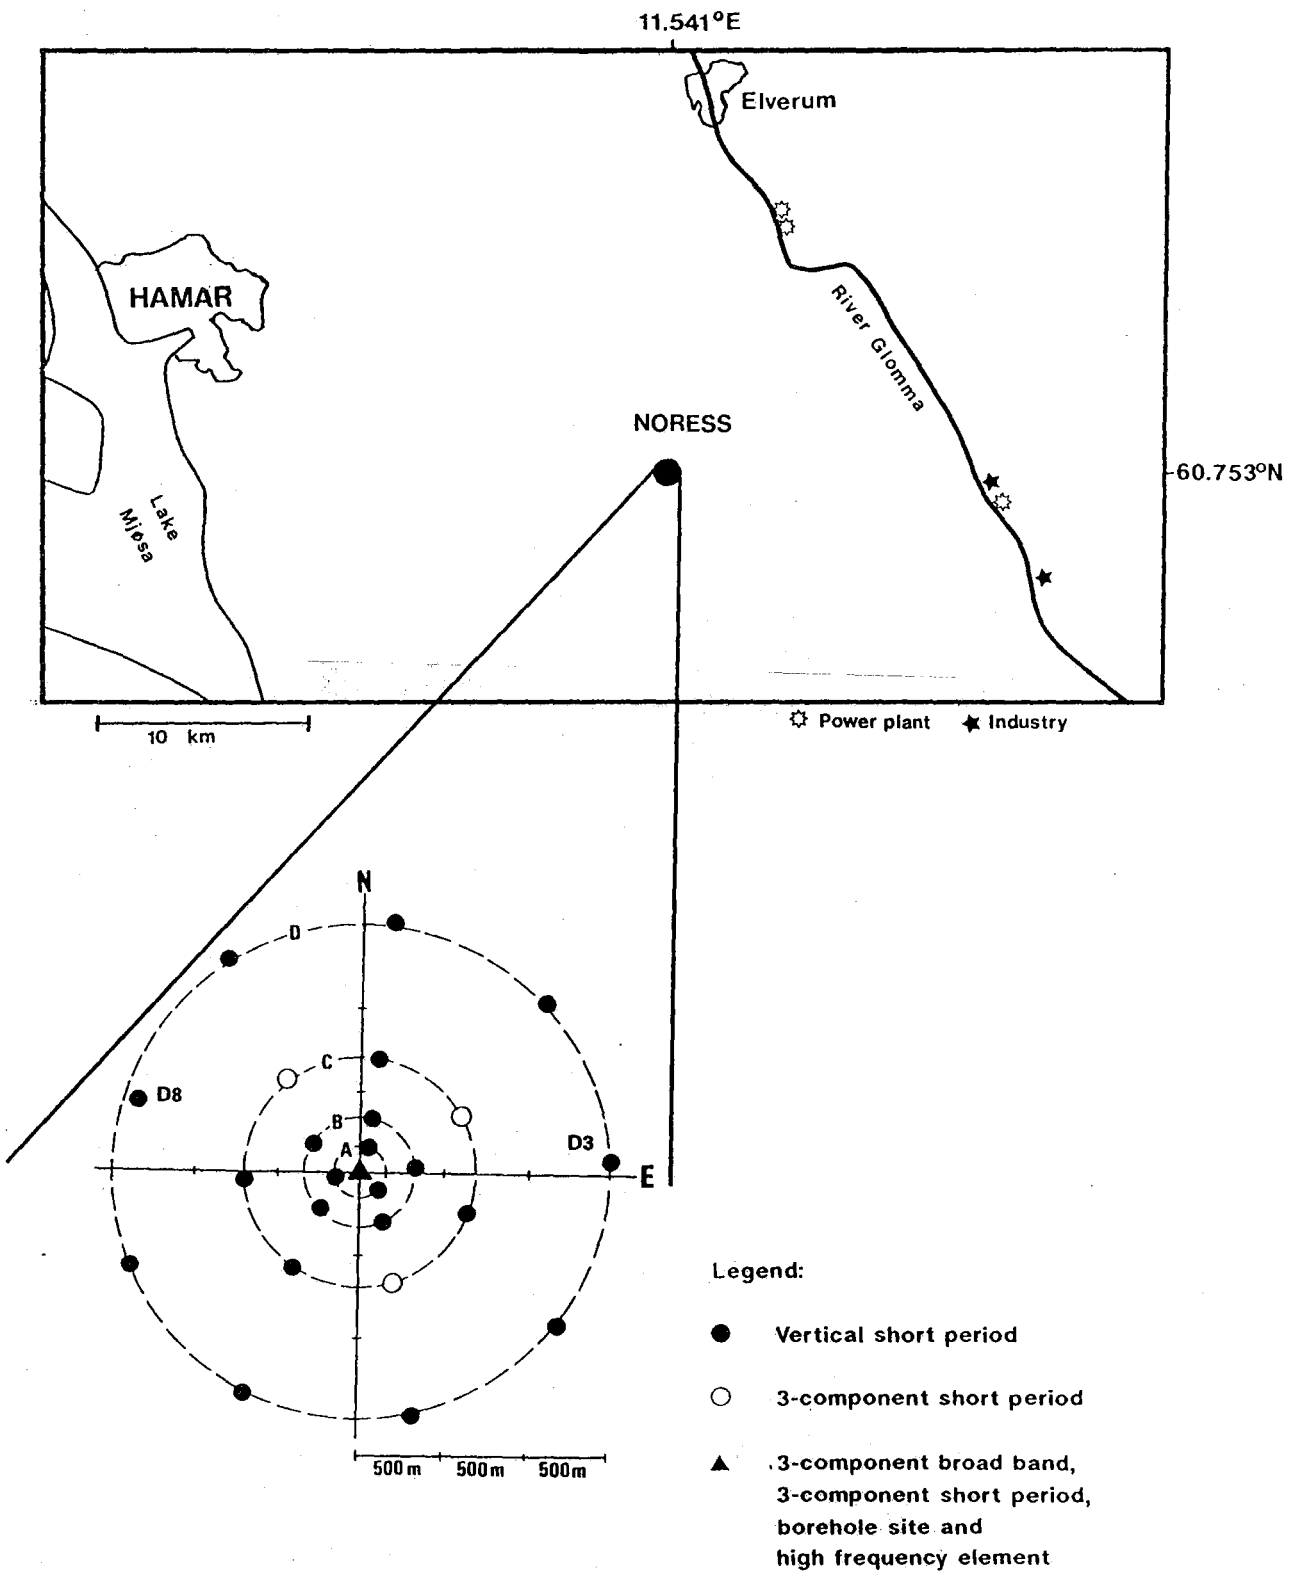 11.541°E
Elverum
HAMAR
River Glomma
NORESS
60.753°N
Lake
Mjøsa
10 km
Power plant
Industry
N
D
C
D8
B
A
D3
E
500m 500m 500m
Legend:
Vertical short period
3-component short period
3-component broad band,
3-component short period,
borehole site and
high frequency element